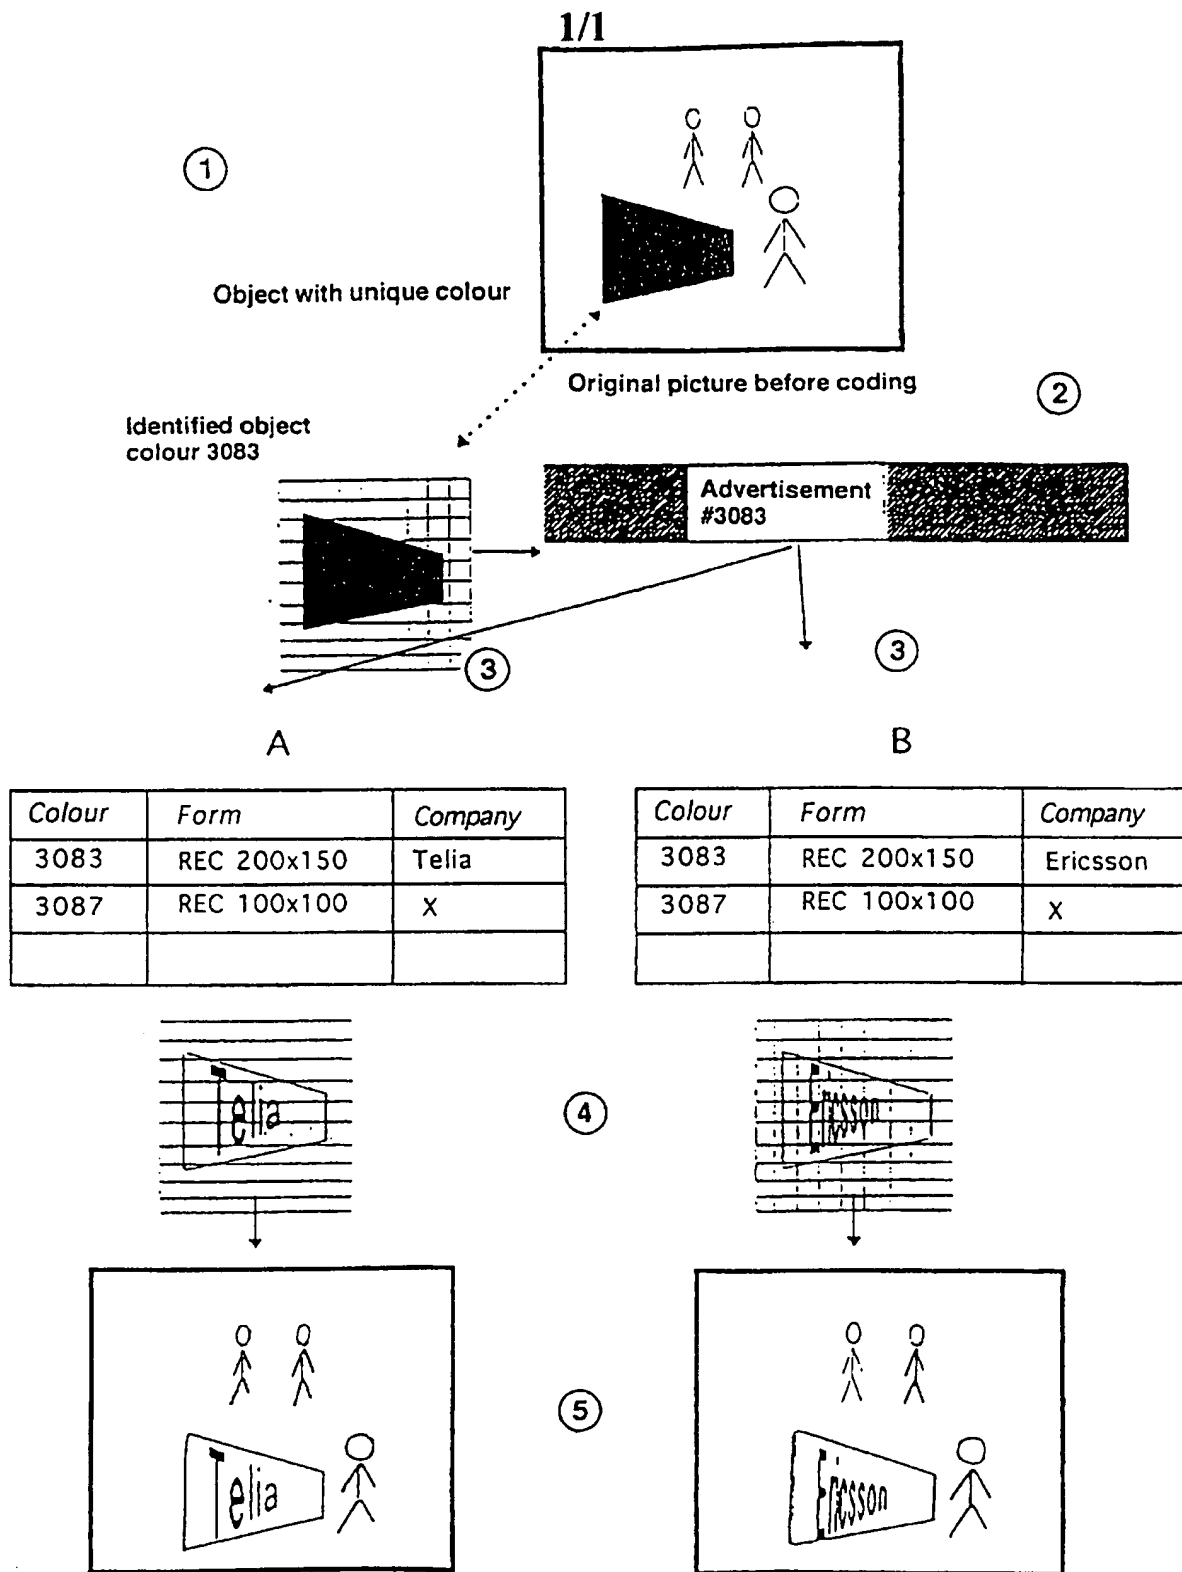 1/1
1
Object with unique colour
Original picture before coding
2
Identified object
colour 3083
Advertisement
#3083
3
3
A
B
Colour Form Company
3083 REC 200x150 Telia
3087 REC 100x100 X
Colour Form Company
3083 REC 200x150 Ericsson
3087 REC 100x100 X
Telia
4
Ericsson
5
Telia
Ericsson